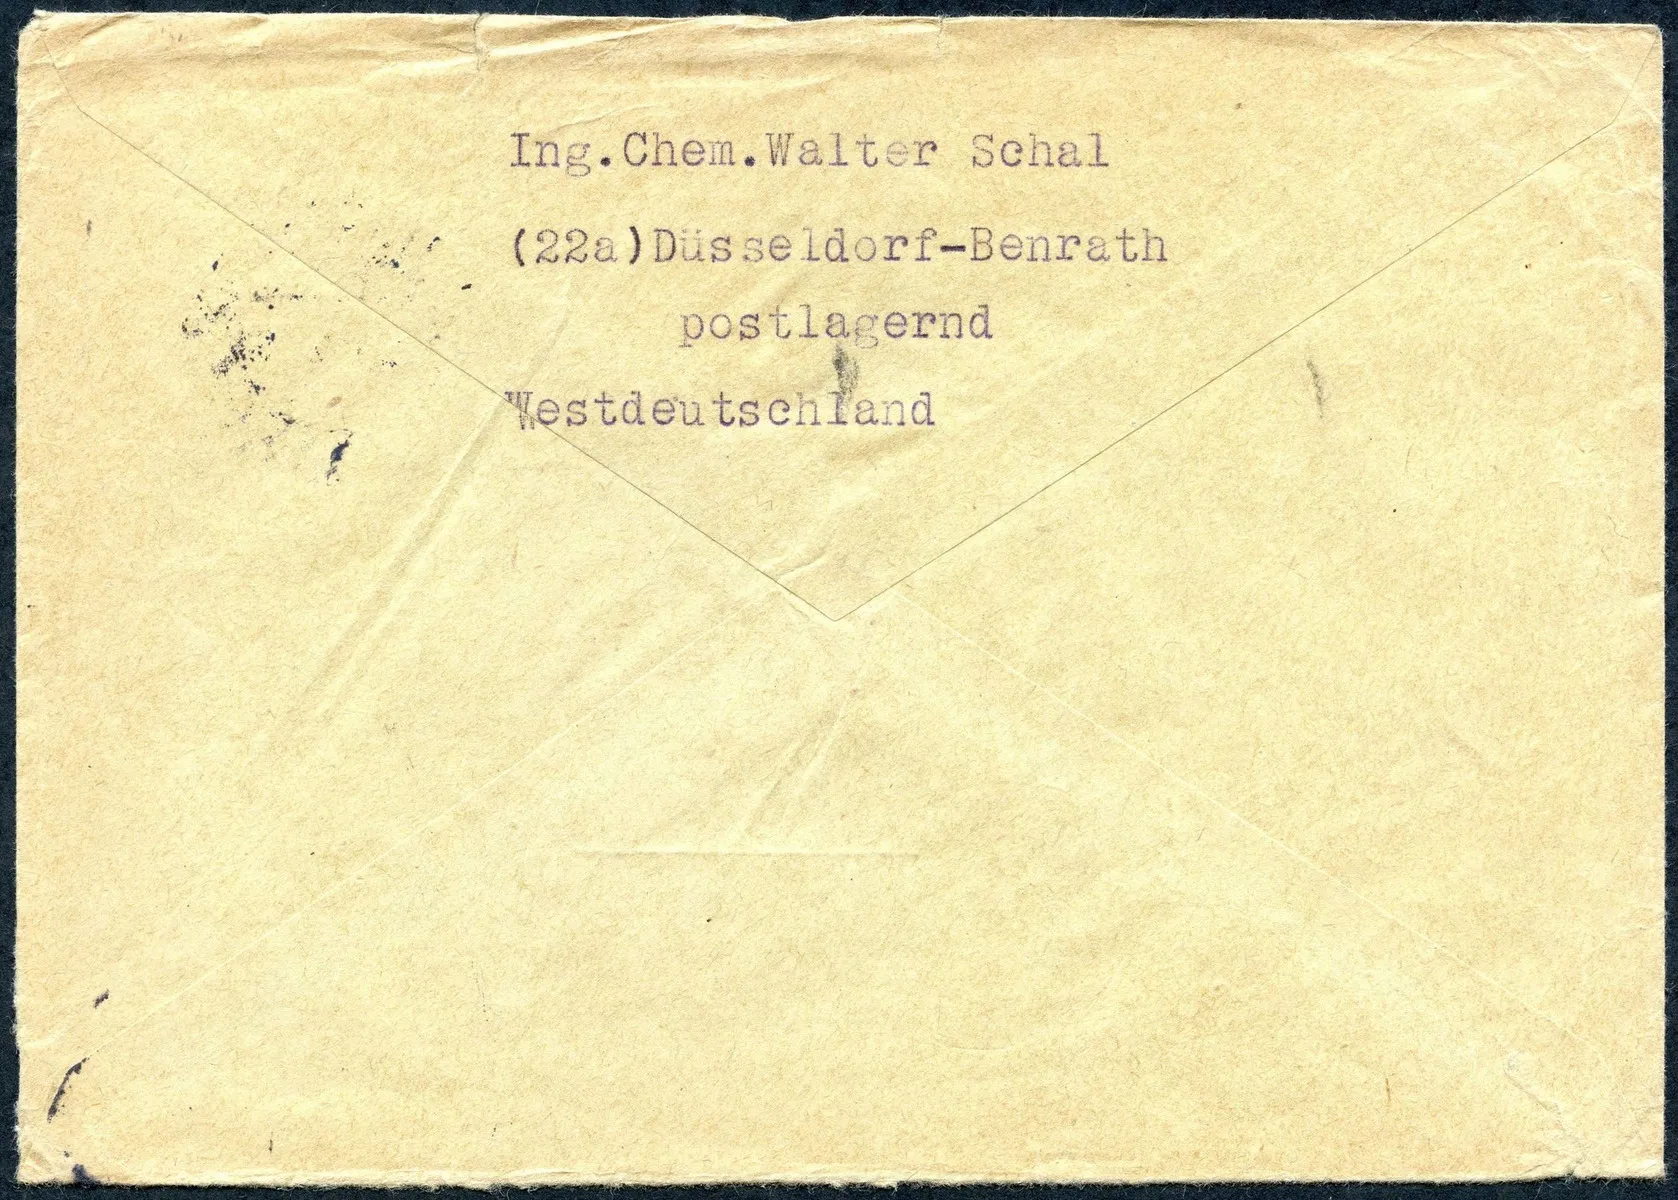 Ing.Chem.Walter Schal
(22a)Düsseldorf-Benrath
postlagernd
Westdeutschland